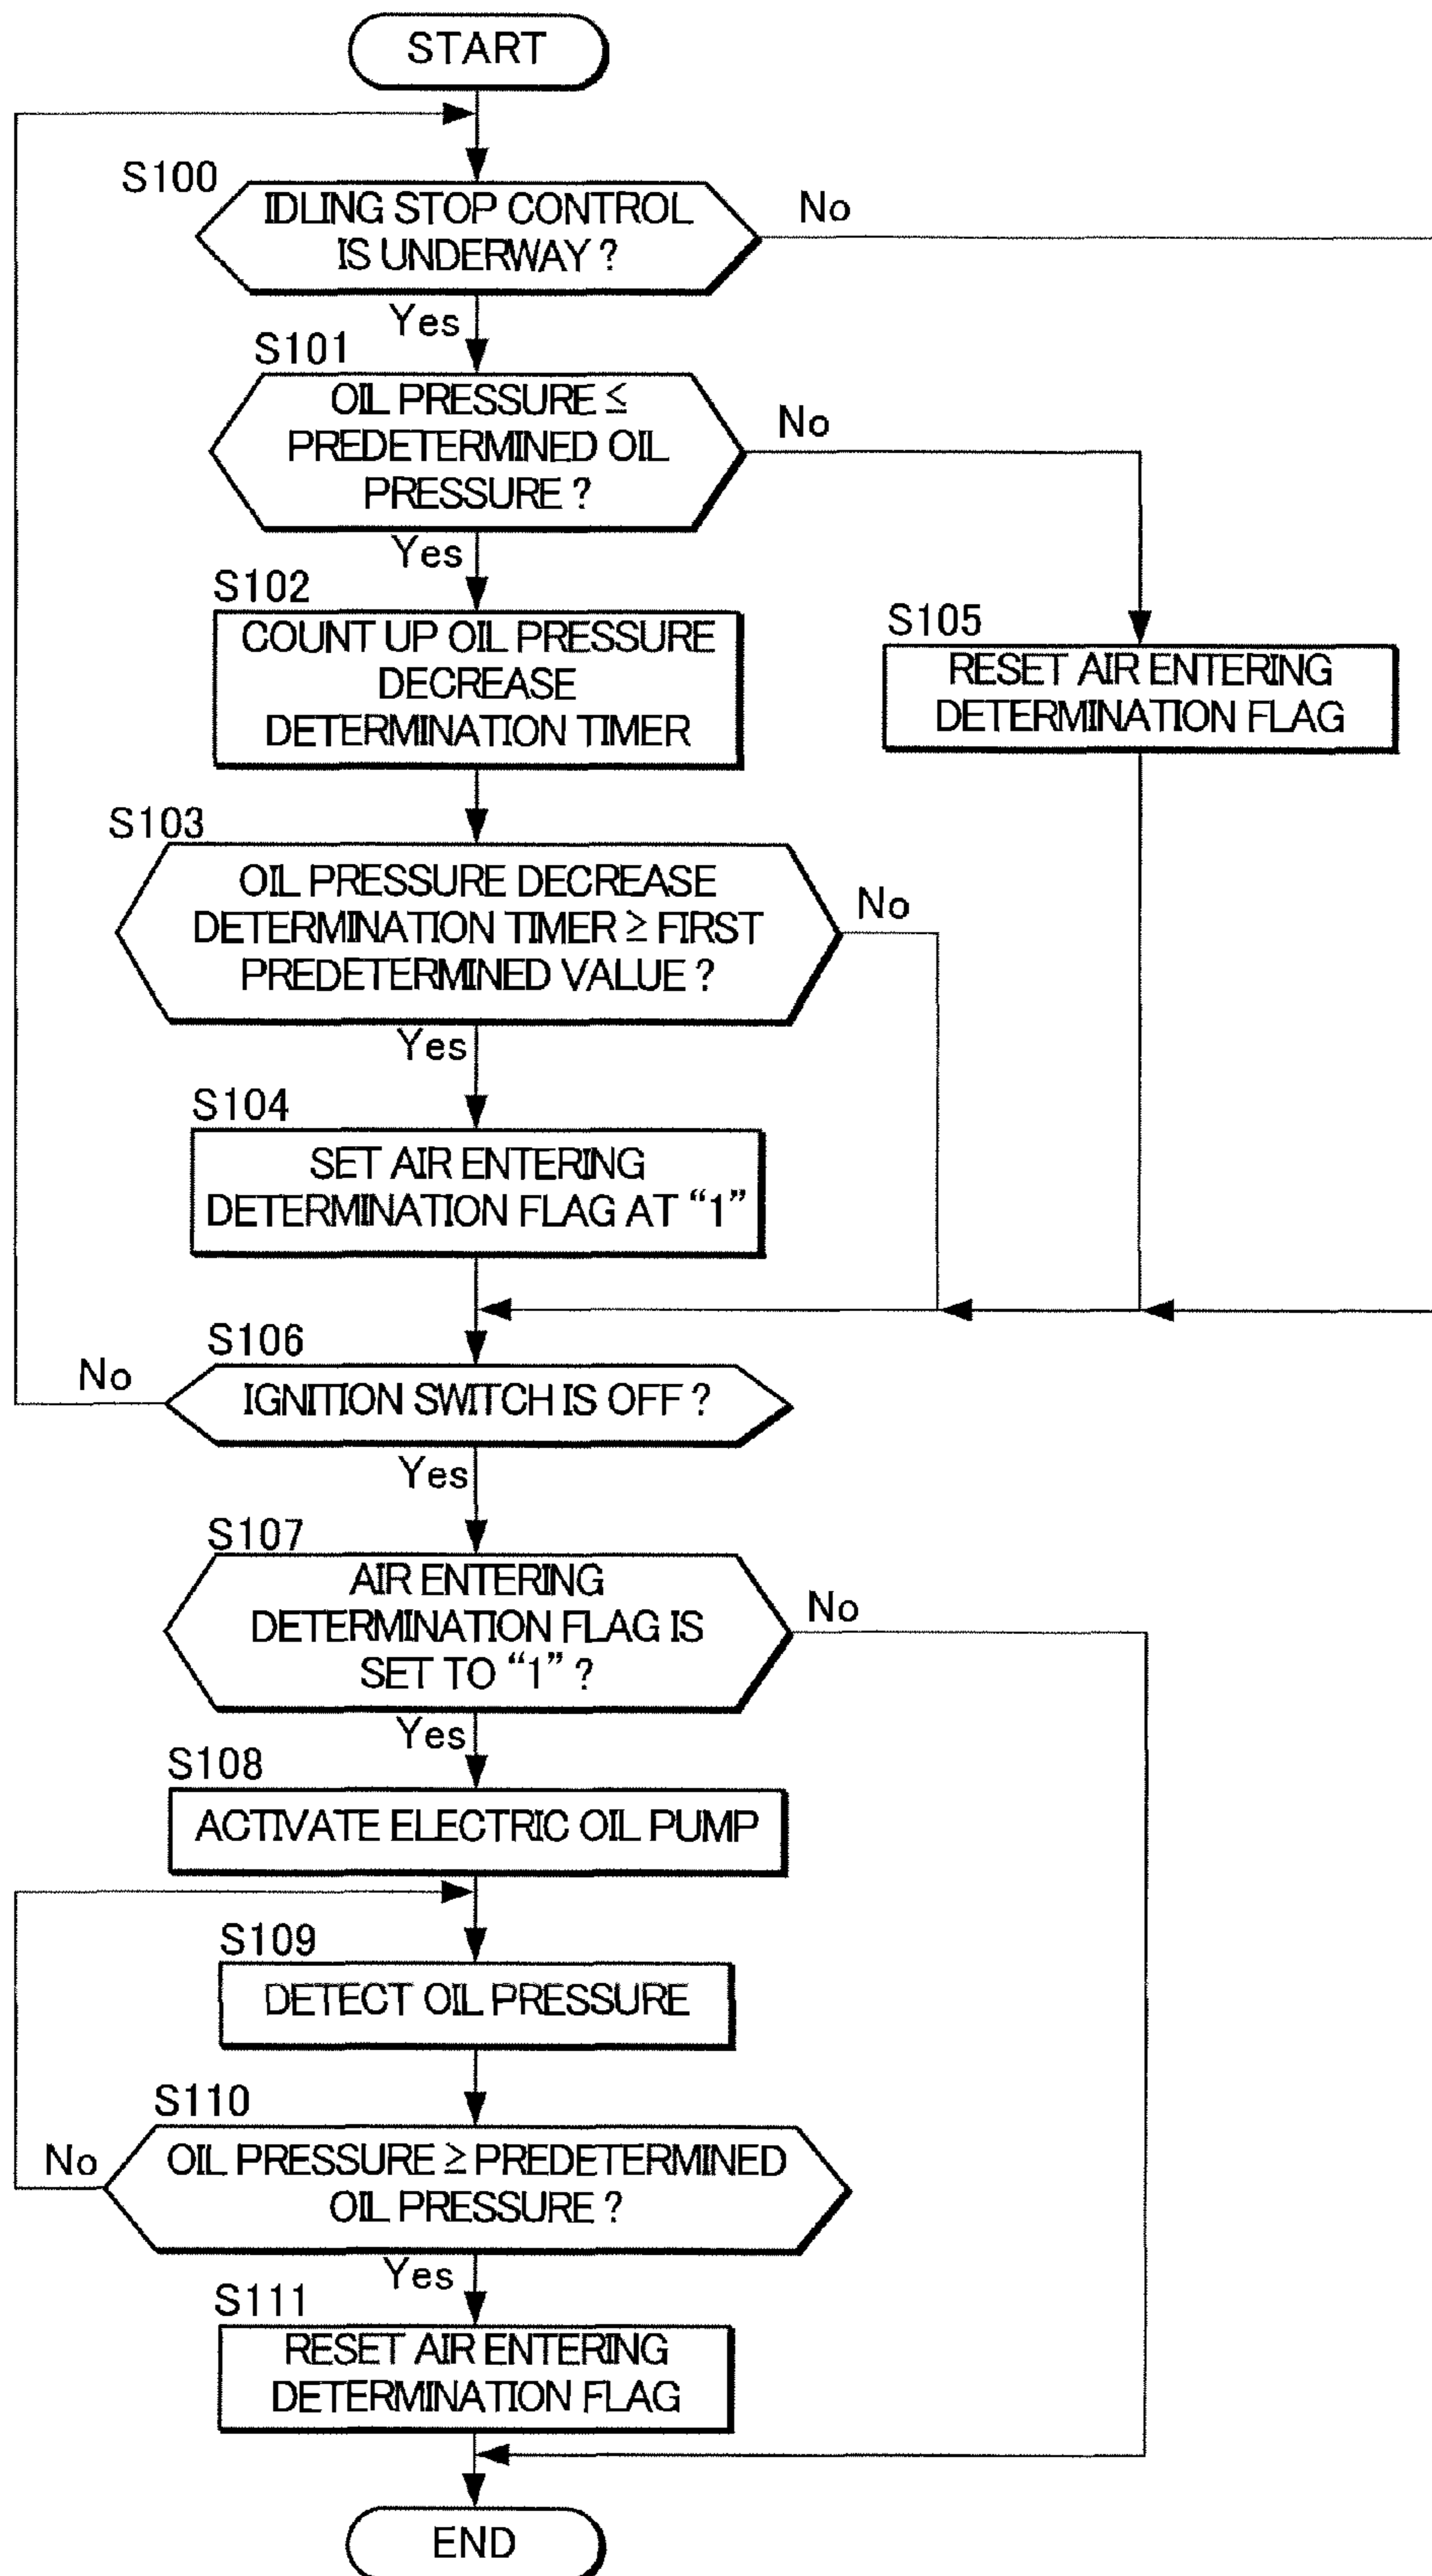 START
S100
IDLING STOP CONTROL
IS UNDERWAY ?
No
Yes
S101
OIL PRESSURE ≦
PREDETERMINED OIL
PRESSURE ?
No
Yes
S102
COUNT UP OIL PRESSURE
DECREASE
DETERMINATION TIMER
S105
RESET AIR ENTERING
DETERMINATION FLAG
S103
OIL PRESSURE DECREASE
DETERMINATION TIMER ≧ FIRST
PREDETERMINED VALUE ?
No
Yes
S104
SET AIR ENTERING
DETERMINATION FLAG AT “1”
S106
No
IGNITION SWITCH IS OFF ?
Yes
S107
AIR ENTERING
DETERMINATION FLAG IS
SET TO “1” ?
No
Yes
S108
ACTIVATE ELECTRIC OIL PUMP
S109
DETECT OIL PRESSURE
S110
No
OIL PRESSURE ≧ PREDETERMINED
OIL PRESSURE ?
Yes
S111
RESET AIR ENTERING
DETERMINATION FLAG
END